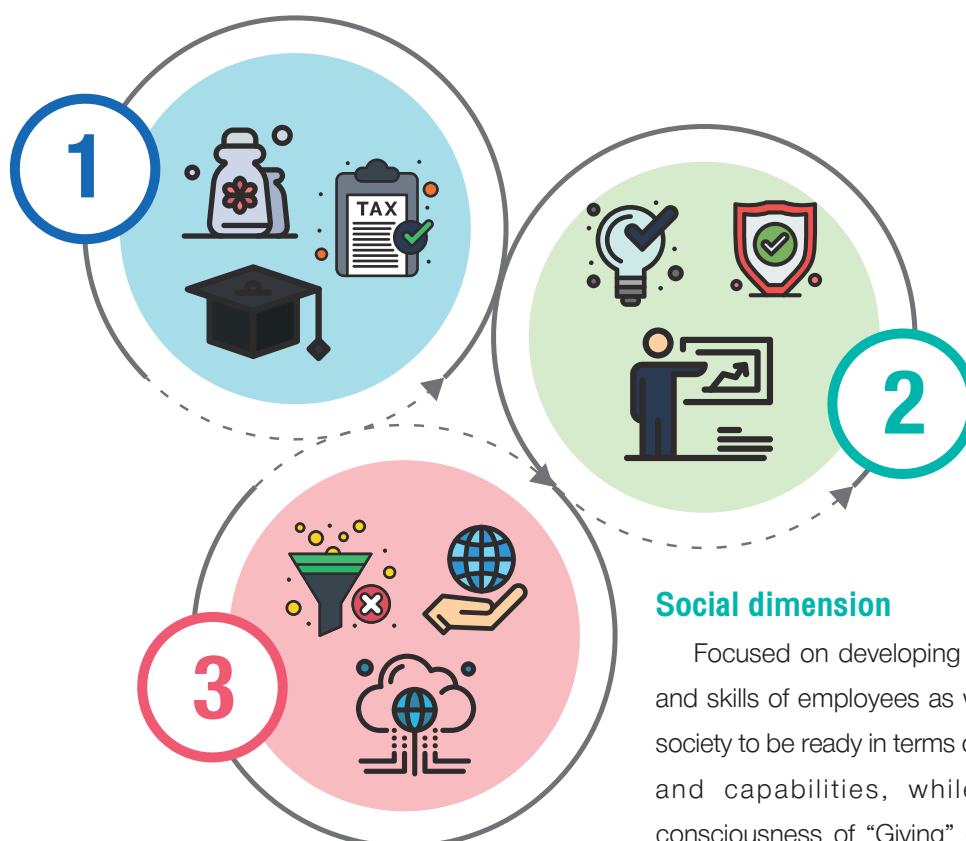 1
TAX
2
3
Social dimension
Focused on developing
and skills of employees as
society to be ready in terms
and capabilities, while
consciousness of “Giving”